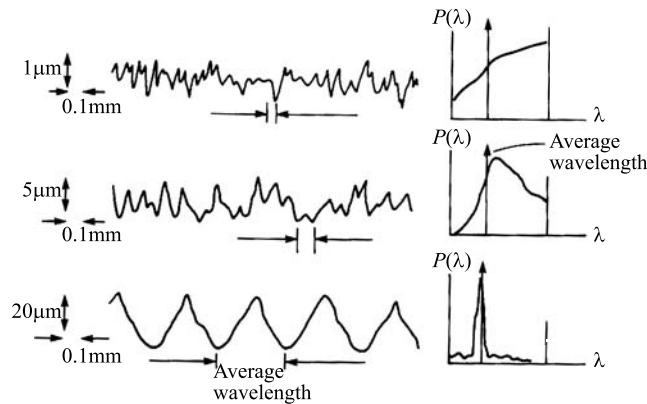 P(λ)
1μm
0.1mm
λ
P(λ)
Average
wavelength
5μm
0.1mm
λ
P(λ)
20μm
0.1mm
λ
Average
wavelength